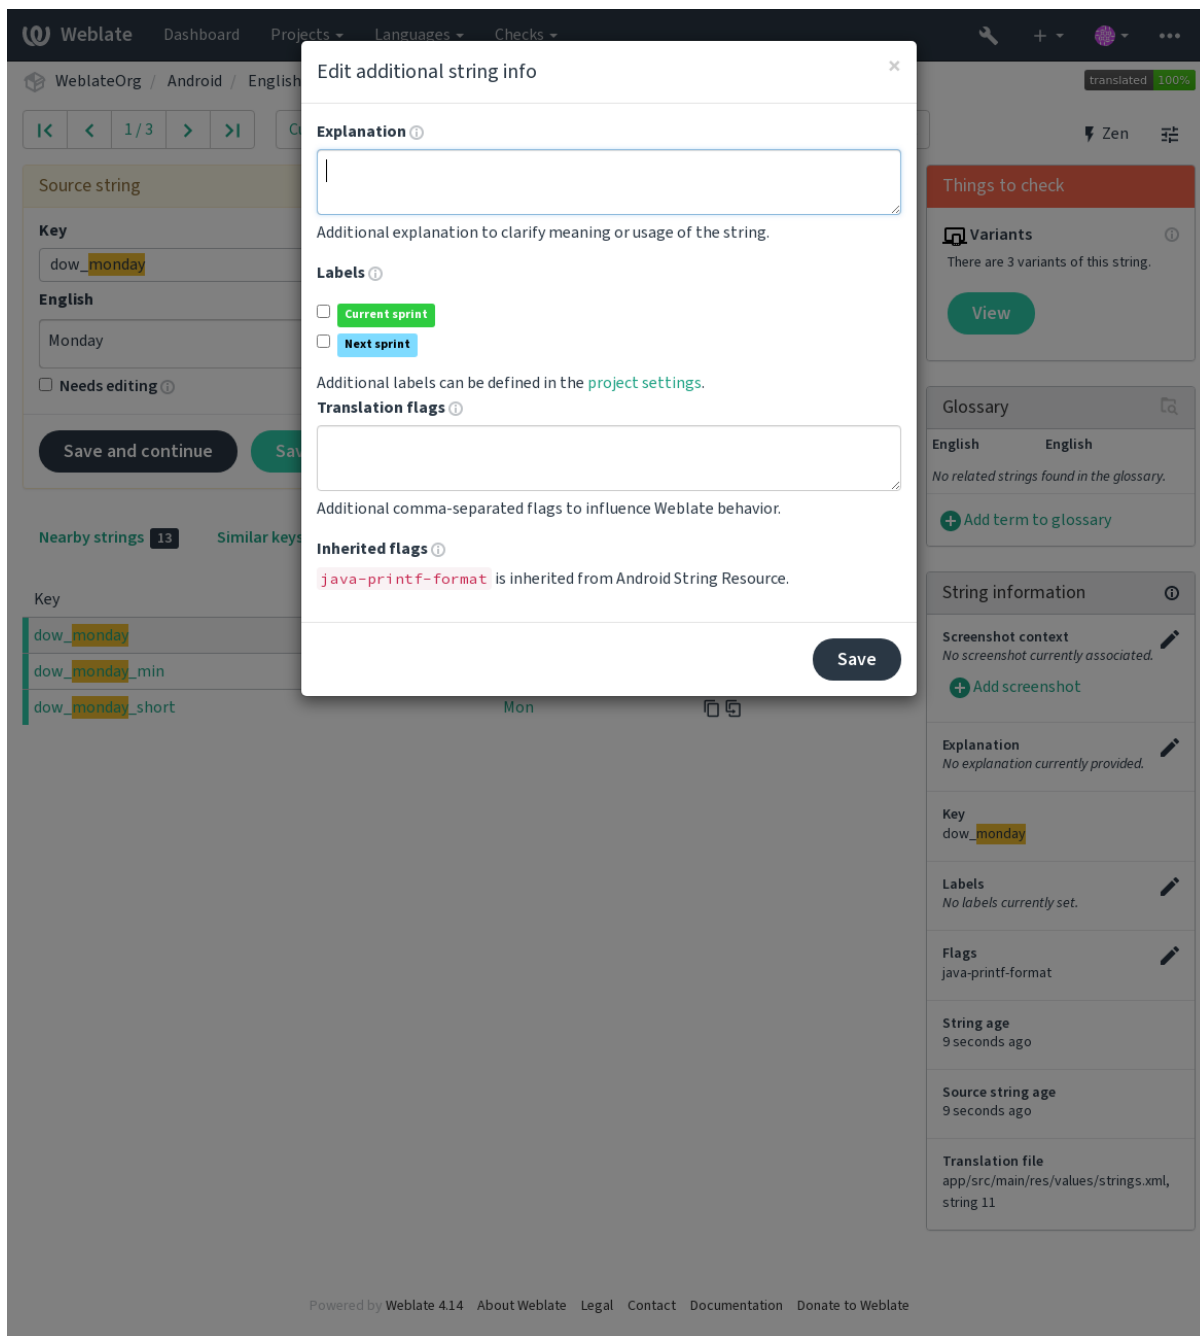 Weblate Dashboard Projects Languages Checks
WeblateOrg / Android / English
translated 100%
1 / 3
Zen
Edit additional string info
×
Explanation
Additional explanation to clarify meaning or usage of the string.
Labels
Current sprint
Next sprint
Additional labels can be defined in the project settings.
Translation flags
Additional comma-separated flags to influence Weblate behavior.
Inherited flags
java-printf-format is inherited from Android String Resource.
Save
Source string
Key
dow_monday
English
Monday
Needs editing
Save and continue
Nearby strings 13 Similar keys
Key
dow_monday
dow_monday_min
dow_monday_short Mon
Things to check
Variants
There are 3 variants of this string.
View
Glossary
English English
No related strings found in the glossary.
Add term to glossary
String information
Screenshot context
No screenshot currently associated.
Add screenshot
Explanation
No explanation currently provided.
Key
dow_monday
Labels
No labels currently set.
Flags
java-printf-format
String age
9 seconds ago
Source string age
9 seconds ago
Translation file
app/src/main/res/values/strings.xml,
string 11
Powered by Weblate 4.14 About Weblate Legal Contact Documentation Donate to Weblate